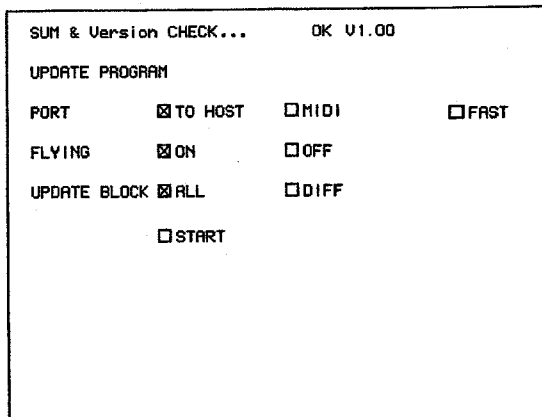 SUM & Version CHECK... OK V1.00
UPDATE PROGRAM
PORT ☒TO HOST ☐MIDI ☐FAST
FLYING ☒ON ☐OFF
UPDATE BLOCK ☒ALL ☐DIFF
☐START